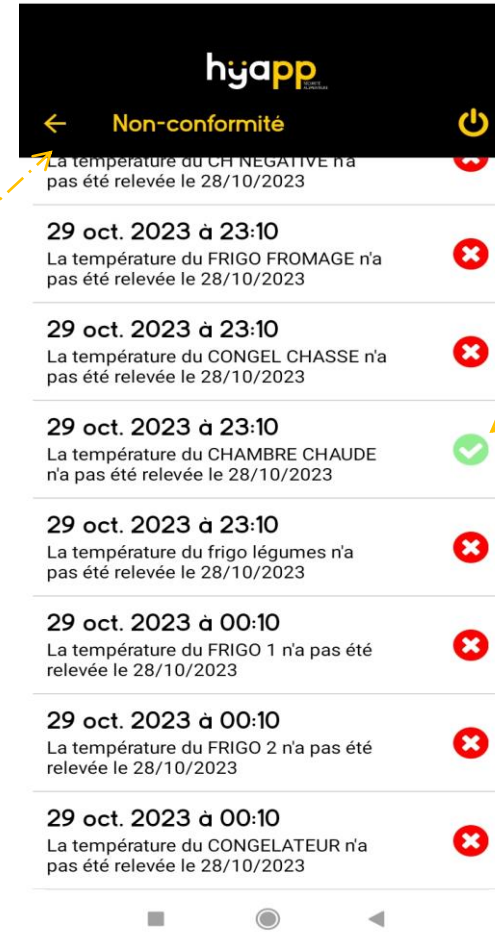 hyapp
Non-conformité
La température du CH NEGATIVE n'a
pas été relevée le 28/10/2023
29 oct. 2023 à 23:10
La température du FRIGO FROMAGE n'a
pas été relevée le 28/10/2023
29 oct. 2023 à 23:10
La température du CONGEL CHASSE n'a
pas été relevée le 28/10/2023
29 oct. 2023 à 23:10
La température du CHAMBRE CHAUDE
n'a pas été relevée le 28/10/2023
29 oct. 2023 à 23:10
La température du frigo légumes n'a
pas été relevée le 28/10/2023
29 oct. 2023 à 00:10
La température du FRIGO 1 n'a pas été
relevée le 28/10/2023
29 oct. 2023 à 00:10
La température du FRIGO 2 n'a pas été
relevée le 28/10/2023
29 oct. 2023 à 00:10
La température du CONGELATEUR n'a
pas été relevée le 28/10/2023